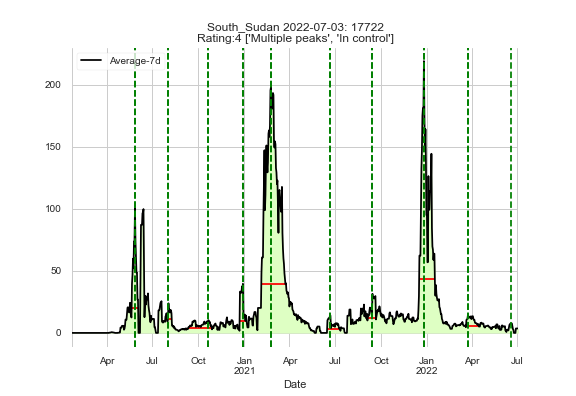 South_Sudan 2022-07-03: 17722
Rating:4 ['Multiple peaks', 'In control']
Average-7d
200
150
100
50
0
Apr Jul Oct Jan Apr Jul Oct Jan Apr Jul
2021 2022
Date